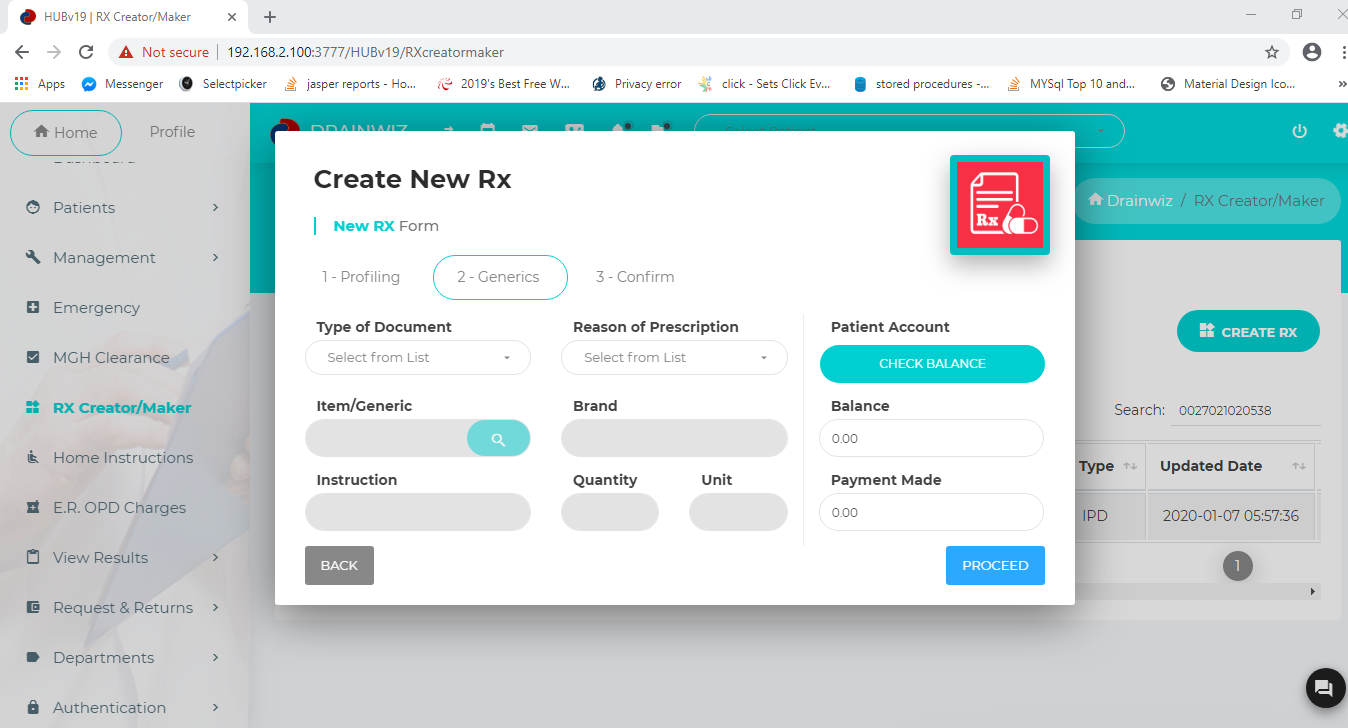 HUBv19 | RX Creator/Maker
Not secure
192.168.2.100:3777/HUBv19/RXcreatormaker
Apps
Messenger
Selectpicker
jasper reports - Ho...
2019's Best Free W...
Privacy error
click - Sets Click Ev...
stored procedures -...
MYSql Top 10 and...
Material Design Ico...
»
Home
Profile
Dashboard
DRAINWIZ
Patients
Management
Emergency
MGH Clearance
RX Creator/Maker
Home Instructions
E.R. OPD Charges
View Results
Request & Returns
Departments
Authentication
Drainwiz / RX Creator/Maker
Create New Rx
Rx
New RX Form
1 - Profiling
2 - Generics
3 - Confirm
Type of Document
Reason of Prescription
Patient Account
Select from List
Select from List
CHECK BALANCE
Item/Generic
Brand
Balance
0.00
Instruction
Quantity
Unit
Payment Made
0.00
BACK
PROCEED
CREATE RX
Search: 0027021020538
Type
Updated Date
IPD
2020-01-07 05:57:36
1